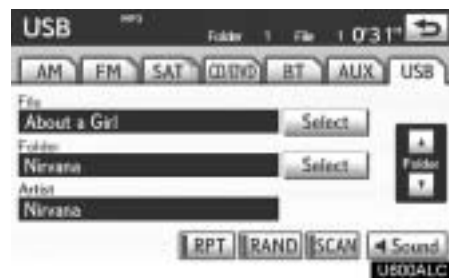 USB MP3 Folder 1 File 1 0'31"
AM FM SAT CD/DVD BT AUX USB
File
About a Girl Select
Folder
Nirvana Select
Folder
Artist
Nirvana
RPT RAND SCAN Sound
U800ALC